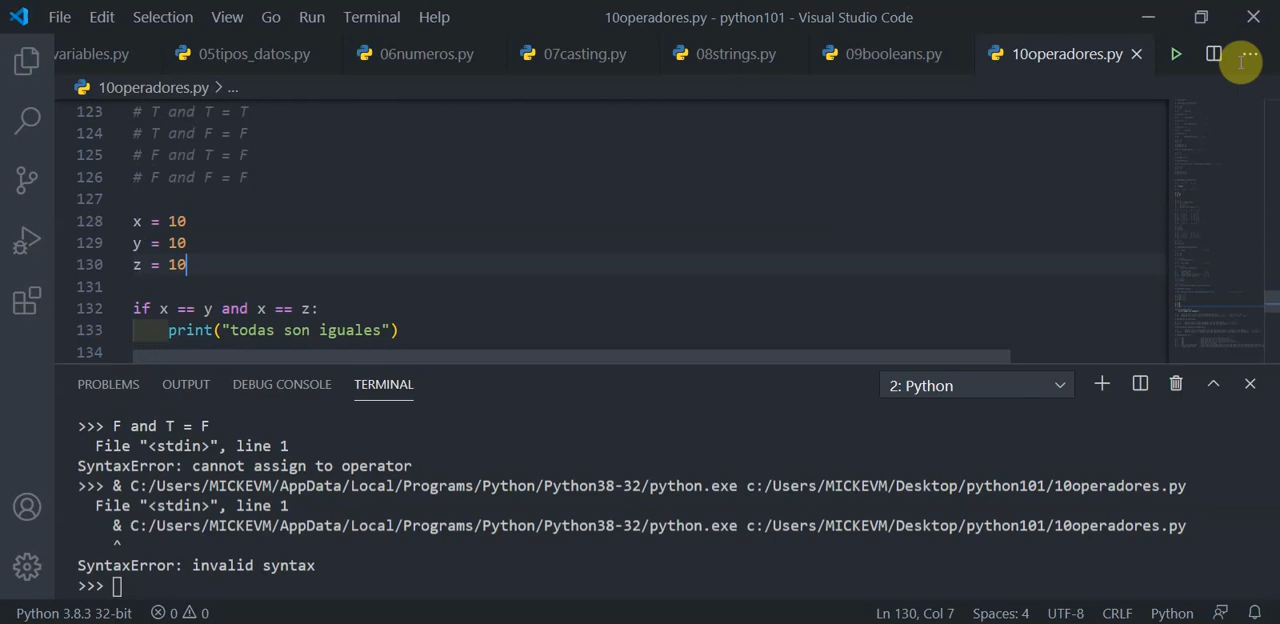 File Edit Selection View Go Run Terminal Help 10operadores.py - python101 - Visual Studio Code
variables.py 05tipos_datos.py 06numeros.py 07casting.py 08strings.py 09booleans.py 10operadores.py
10operadores.py > ...
123 # T and T = T
124 # T and F = F
125 # F and T = F
126 # F and F = F
127
128 x = 10
129 y = 10
130 z = 10
131
132 if x == y and x == z:
133 print("todas son iguales")
134
PROBLEMS OUTPUT DEBUG CONSOLE TERMINAL 2: Python
>>> F and T = F
File "<stdin>", line 1
SyntaxError: cannot assign to operator
>>> & C:/Users/MICKEVM/AppData/Local/Programs/Python/Python38-32/python.exe c:/Users/MICKEVM/Desktop/python101/10operadores.py
File "<stdin>", line 1
& C:/Users/MICKEVM/AppData/Local/Programs/Python/Python38-32/python.exe c:/Users/MICKEVM/Desktop/python101/10operadores.py
^
SyntaxError: invalid syntax
>>>
Python 3.8.3 32-bit 0 0 Ln 130, Col 7 Spaces: 4 UTF-8 CRLF Python